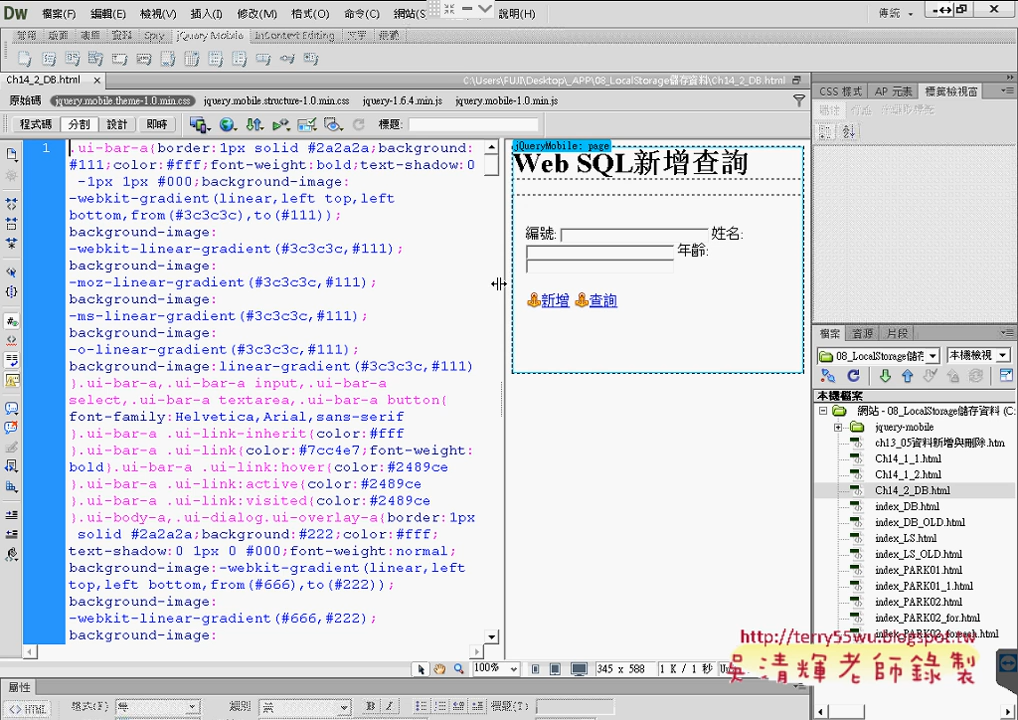 DW 檔案(F) 編輯(E) 檢視(V) 插入(I) 修改(M) 格式(O) 命令(C) 網站(S 說明(H) 傳統
常用 版面 表單 資料 Spry jQuery Mobile InContext Editing 文字
Ch14_2_DB.html × C:\Users\FUJI\Desktop\_APP\08_LocalStorage儲存資料\Ch14_2_DB.html
原始碼 jquery.mobile.theme-1.0.min.css jquery.mobile.structure-1.0.min.css jquery-1.6.4.min.js jquery.mobile-1.0.min.js
程式碼 分割 設計 即時 標題:
1 .ui-bar-a{border:1px solid #2a2a2a;background:
#111;color:#fff;font-weight:bold;text-shadow:0
-1px 1px #000;background-image:
-webkit-gradient(linear,left top,left
bottom,from(#3c3c3c),to(#111));
background-image:
-webkit-linear-gradient(#3c3c3c,#111);
background-image:
-moz-linear-gradient(#3c3c3c,#111);
background-image:
-ms-linear-gradient(#3c3c3c,#111);
background-image:
-o-linear-gradient(#3c3c3c,#111);
background-image:linear-gradient(#3c3c3c,#111)
}.ui-bar-a,.ui-bar-a input,.ui-bar-a
select,.ui-bar-a textarea,.ui-bar-a button{
font-family:Helvetica,Arial,sans-serif
}.ui-bar-a .ui-link-inherit{color:#fff
}.ui-bar-a .ui-link{color:#7cc4e7;font-weight:
bold}.ui-bar-a .ui-link:hover{color:#2489ce
}.ui-bar-a .ui-link:active{color:#2489ce
}.ui-bar-a .ui-link:visited{color:#2489ce
}.ui-body-a,.ui-dialog.ui-overlay-a{border:1px
solid #2a2a2a;background:#222;color:#fff;
text-shadow:0 1px 0 #000;font-weight:normal;
background-image:-webkit-gradient(linear,left
top,left bottom,from(#666),to(#222));
background-image:
-webkit-linear-gradient(#666,#222);
background-image:
jQueryMobile: page
Web SQL新增查詢
編號: 姓名:
年齡:
新增 查詢
100% 345 x 588 1 K / 1 秒
屬性
HTML 格式(F) 無 類別 無 B I 標題(T)
CSS 樣式 AP 元素 標籤檢視窗
檔案 資源 片段
08_LocalStorage儲存 本機檢視
本機檔案
網站 - 08_LocalStorage儲存資料 (C:
jquery-mobile
ch13_05資料新增與刪除.htm
Ch14_1_1.html
Ch14_1_2.html
Ch14_2_DB.html
index_DB.html
index_DB_OLD.html
index_LS.html
index_LS_OLD.html
index_PARK01.html
index_PARK01_1.html
index_PARK02.html
index_PARK02_for.html
http://terry55wu.blogspot.tw
吳清輝老師錄製